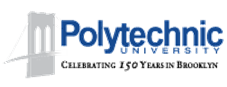 Polytechnic
UNIVERSITY
CELEBRATING 150 YEARS IN BROOKLYN